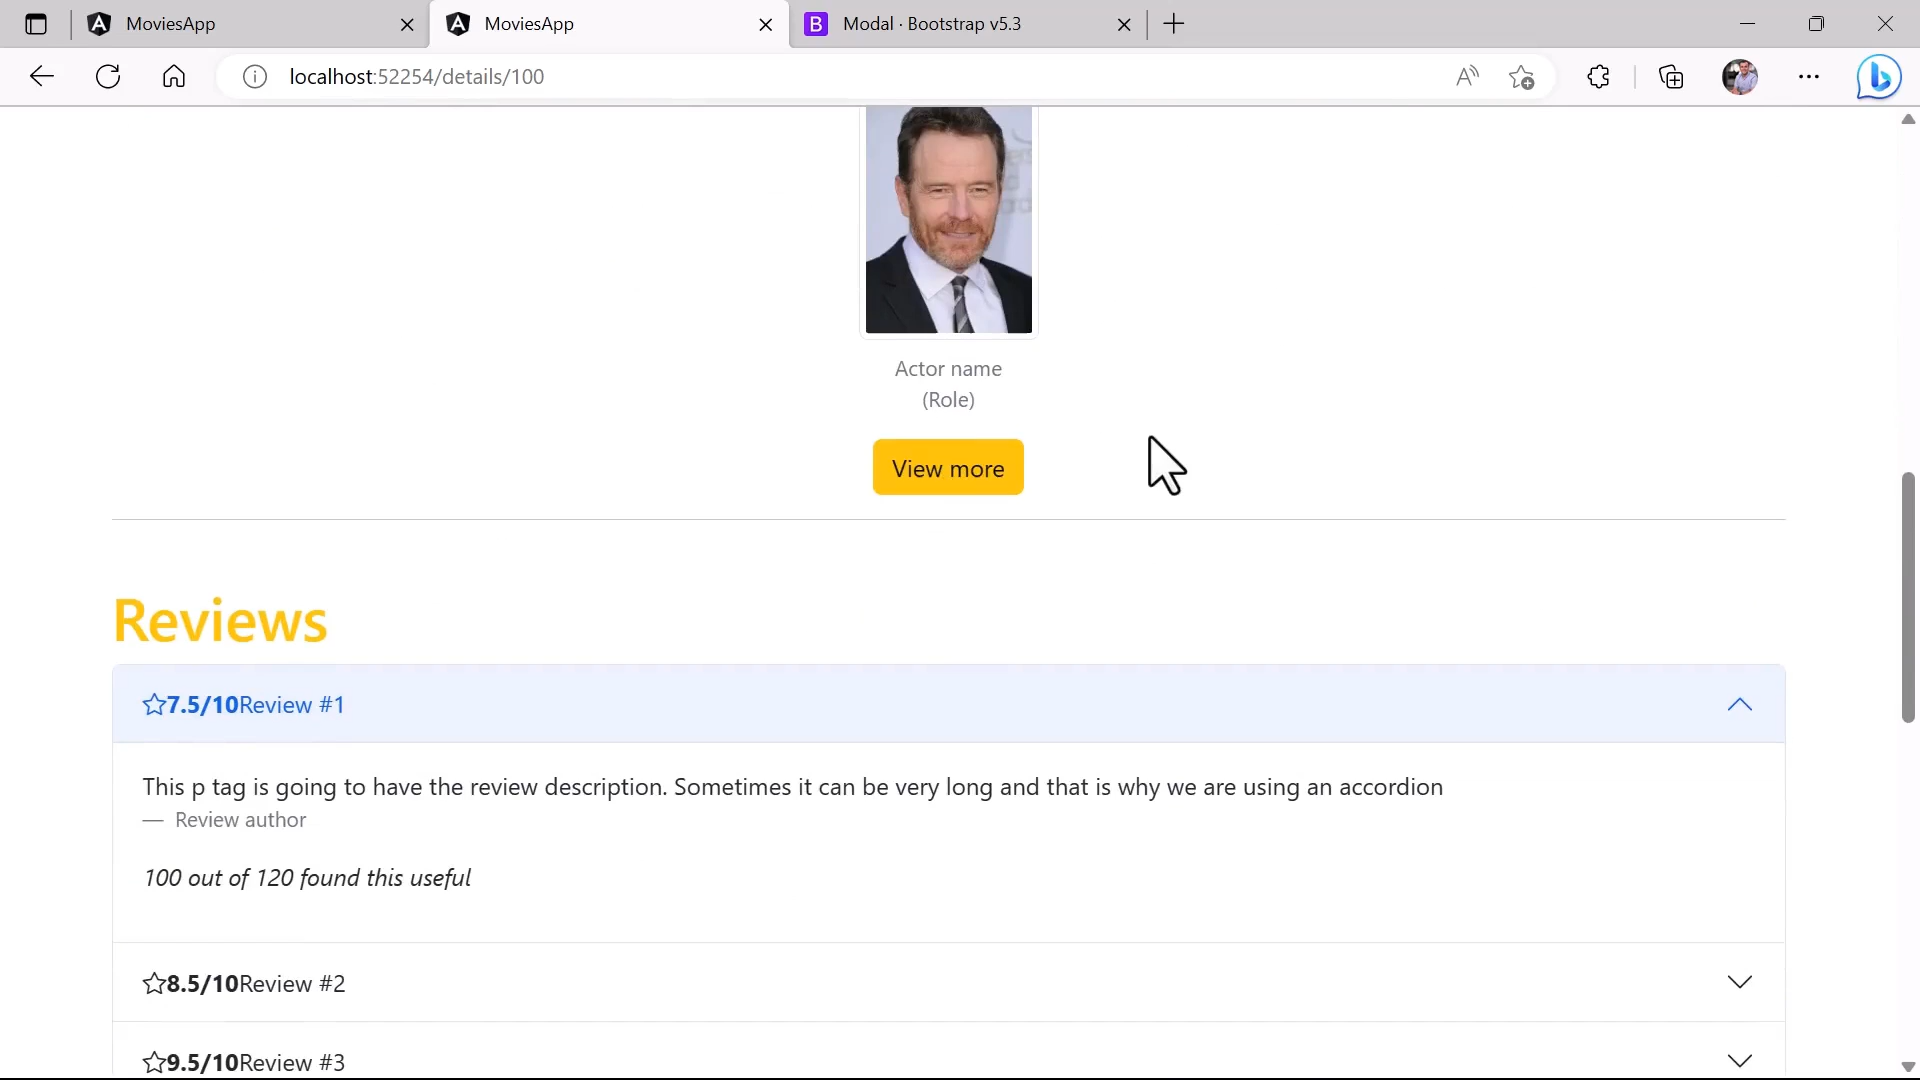 MoviesApp
MoviesApp
B Modal · Bootstrap v5.3
localhost:52254/details/100
Actor name
(Role)
View more
Reviews
7.5/10Review #1
This p tag is going to have the review description. Sometimes it can be very long and that is why we are using an accordion
— Review author
100 out of 120 found this useful
8.5/10Review #2
9.5/10Review #3